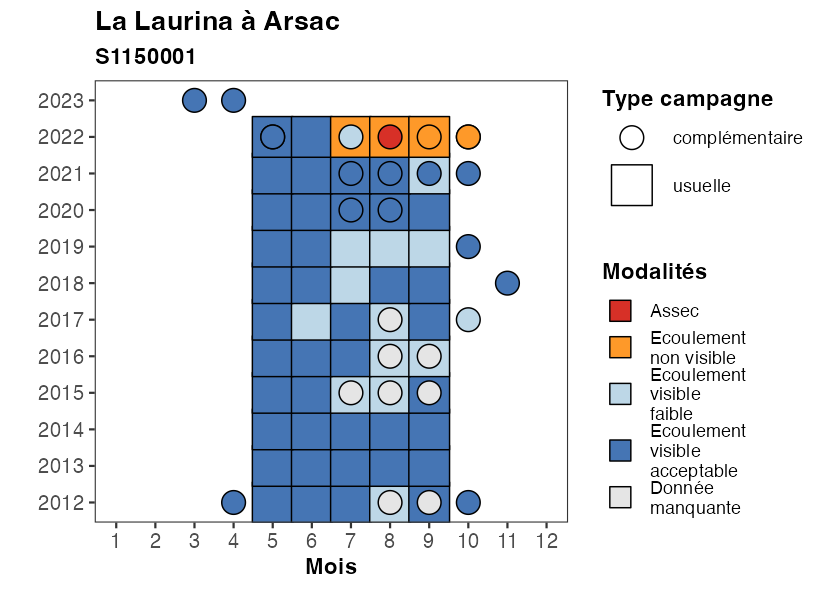 La Laurina à Arsac
S1150001
2023
2022
2021
2020
2019
2018
2017
2016
2015
2014
2013
2012
1 2 3 4 5 6 7 8 9 10 11 12
Mois
Type campagne
complémentaire
usuelle
Modalités
Assec
Ecoulement
non visible
Ecoulement
visible
faible
Ecoulement
visible
acceptable
Donnée
manquante